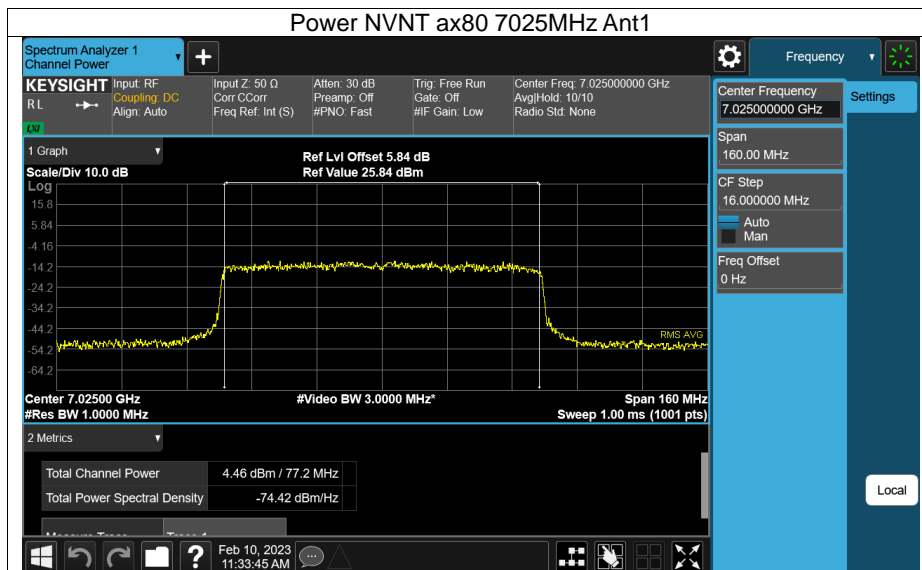 Power NVNT ax80 7025MHz Ant1
Spectrum Analyzer 1
Channel Power
+
Frequency
KEYSIGHT
RL
LXI
Input: RF
Coupling: DC
Align: Auto
Input Z: 50 Ω
Corr CCorr
Freq Ref: Int (S)
Atten: 30 dB
Preamp: Off
#PNO: Fast
Trig: Free Run
Gate: Off
#IF Gain: Low
Center Freq: 7.025000000 GHz
Avg|Hold: 10/10
Radio Std: None
Center Frequency
7.025000000 GHz
Settings
Span
160.00 MHz
CF Step
16.000000 MHz
Auto
Man
Freq Offset
0 Hz
1 Graph
Scale/Div 10.0 dB
Ref Lvl Offset 5.84 dB
Ref Value 25.84 dBm
Log
15.8
5.84
-4.16
-14.2
-24.2
-34.2
-44.2
-54.2
-64.2
RMS AVG
Center 7.02500 GHz
#Video BW 3.0000 MHz*
Span 160 MHz
#Res BW 1.0000 MHz
Sweep 1.00 ms (1001 pts)
2 Metrics
Total Channel Power 4.46 dBm / 77.2 MHz
Total Power Spectral Density -74.42 dBm/Hz
Local
?
Feb 10, 2023
11:33:45 AM